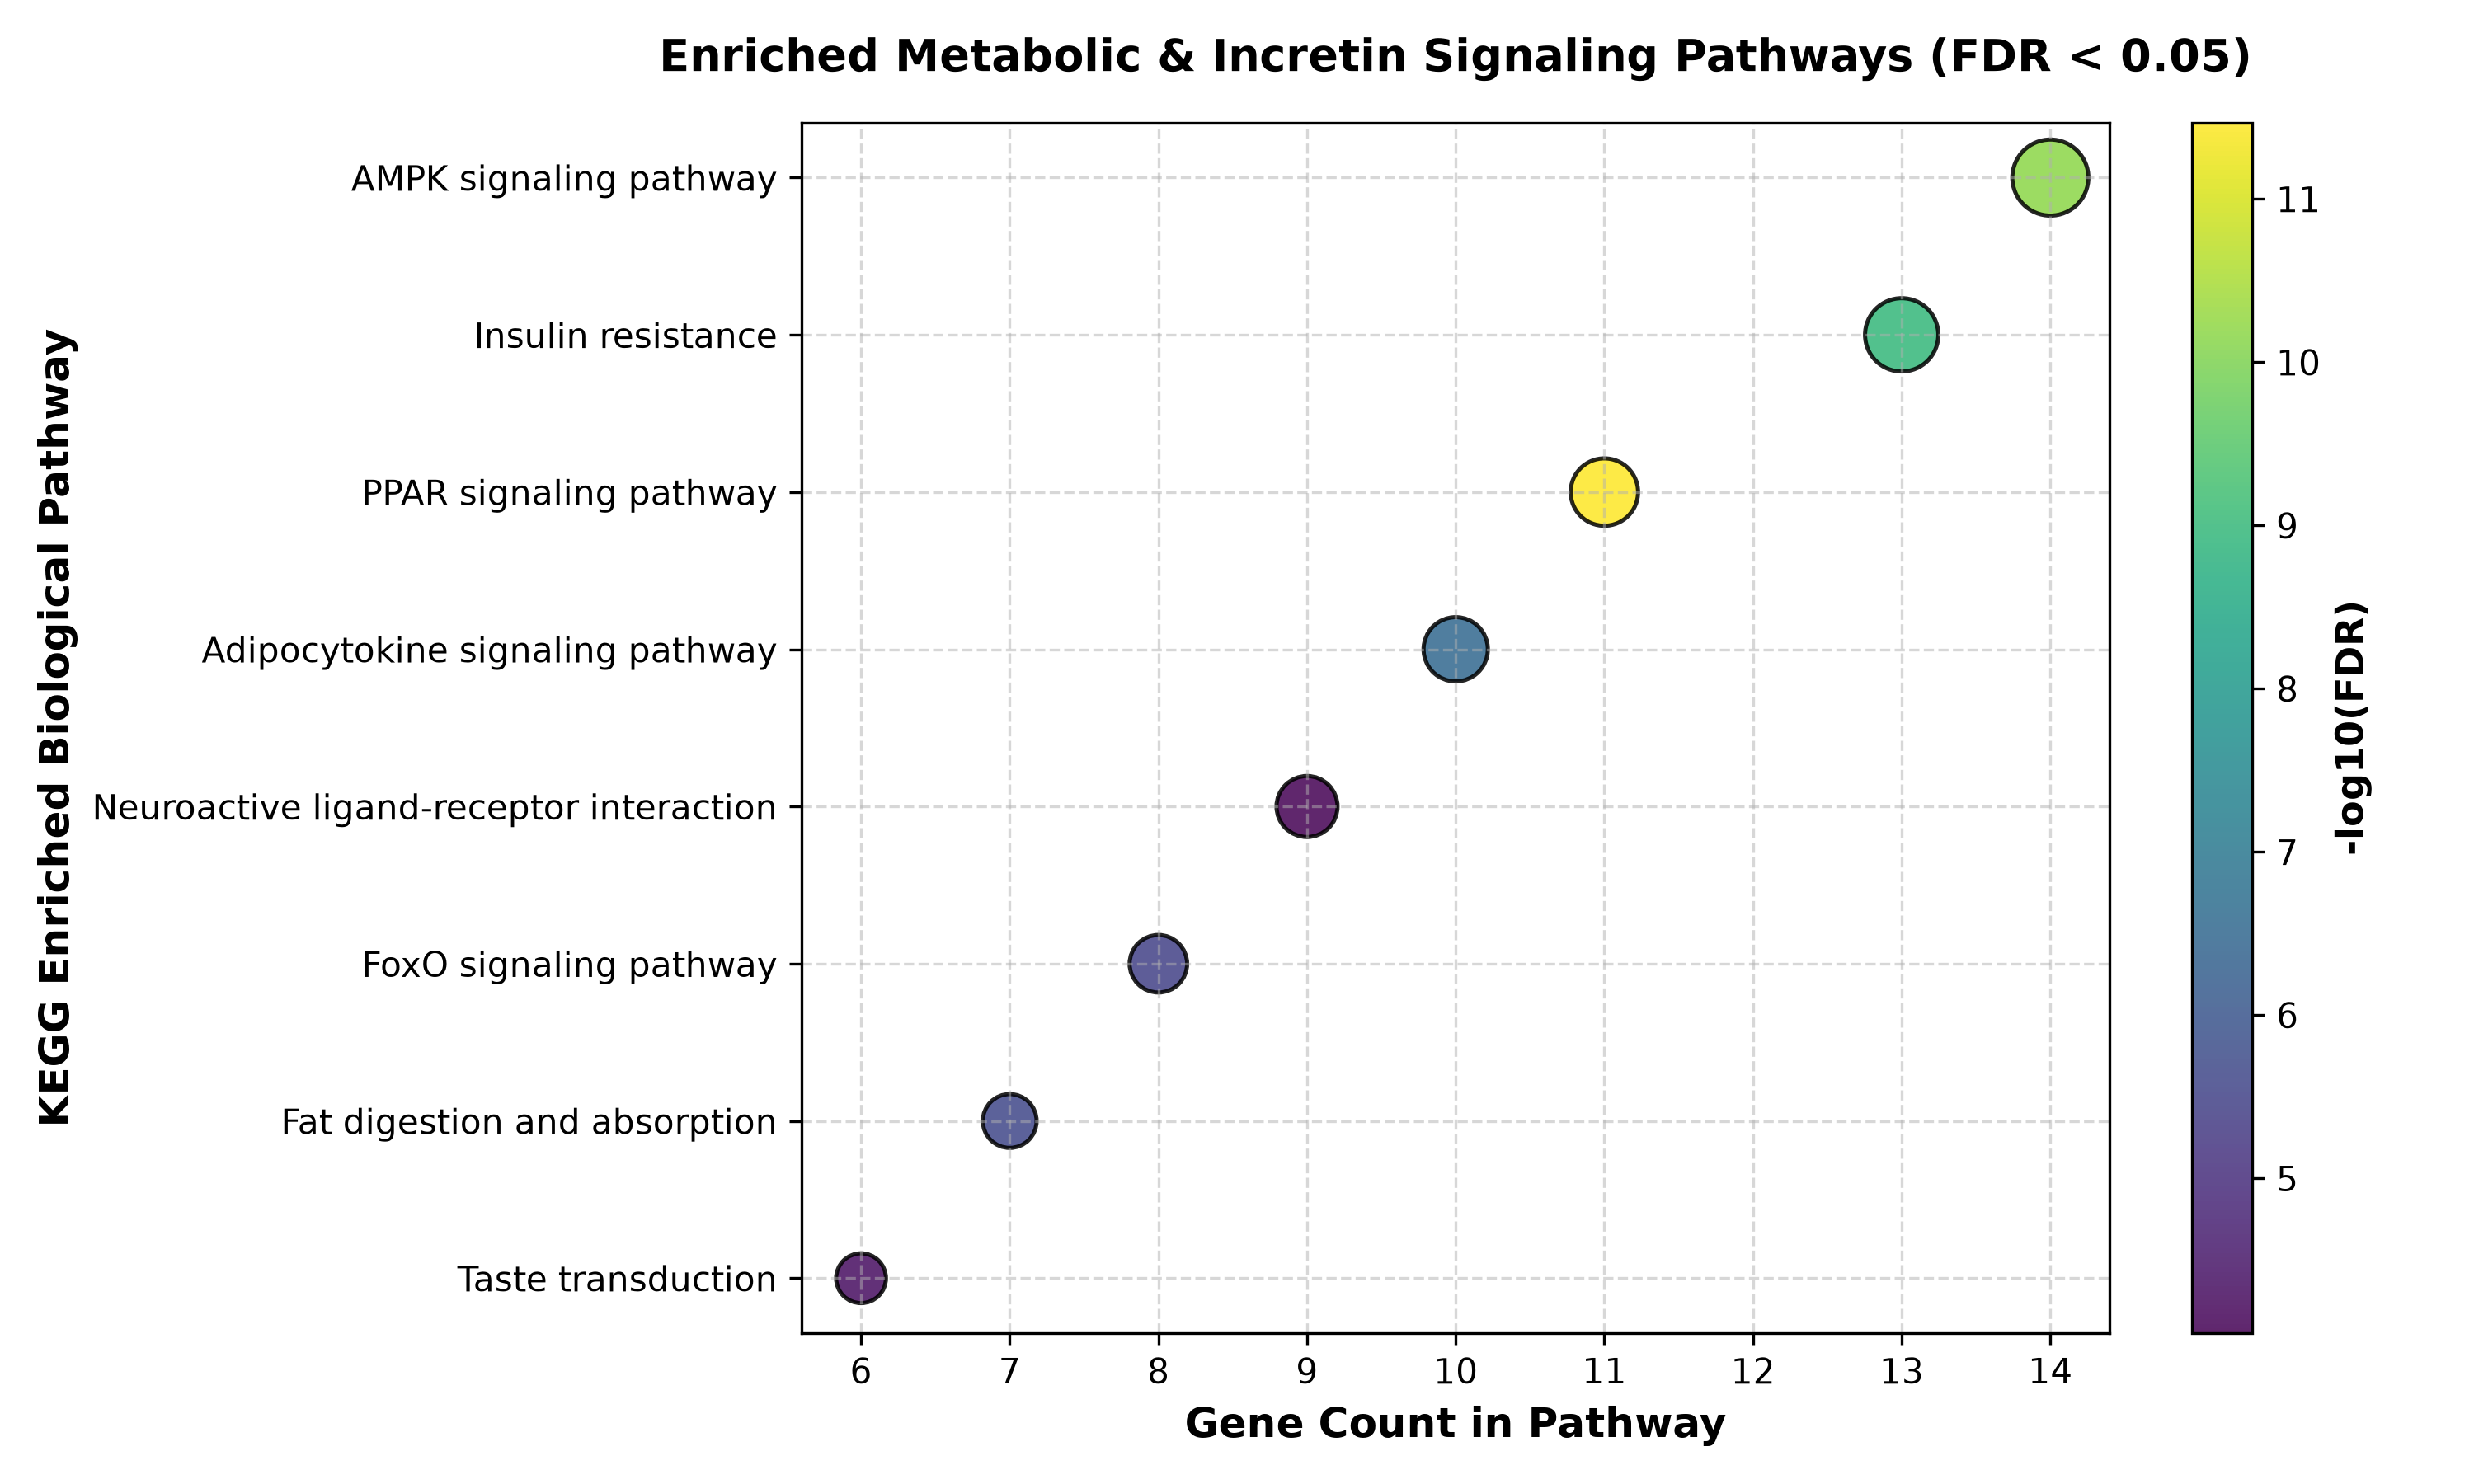 Enriched Metabolic & Incretin Signaling Pathways (FDR < 0.05)
KEGG Enriched Biological Pathway
AMPK signaling pathway
Insulin resistance
PPAR signaling pathway
Adipocytokine signaling pathway
Neuroactive ligand-receptor interaction
FoxO signaling pathway
Fat digestion and absorption
Taste transduction
6 7 8 9 10 11 12 13 14
Gene Count in Pathway
11
10
9
8
7
6
5
-log10(FDR)